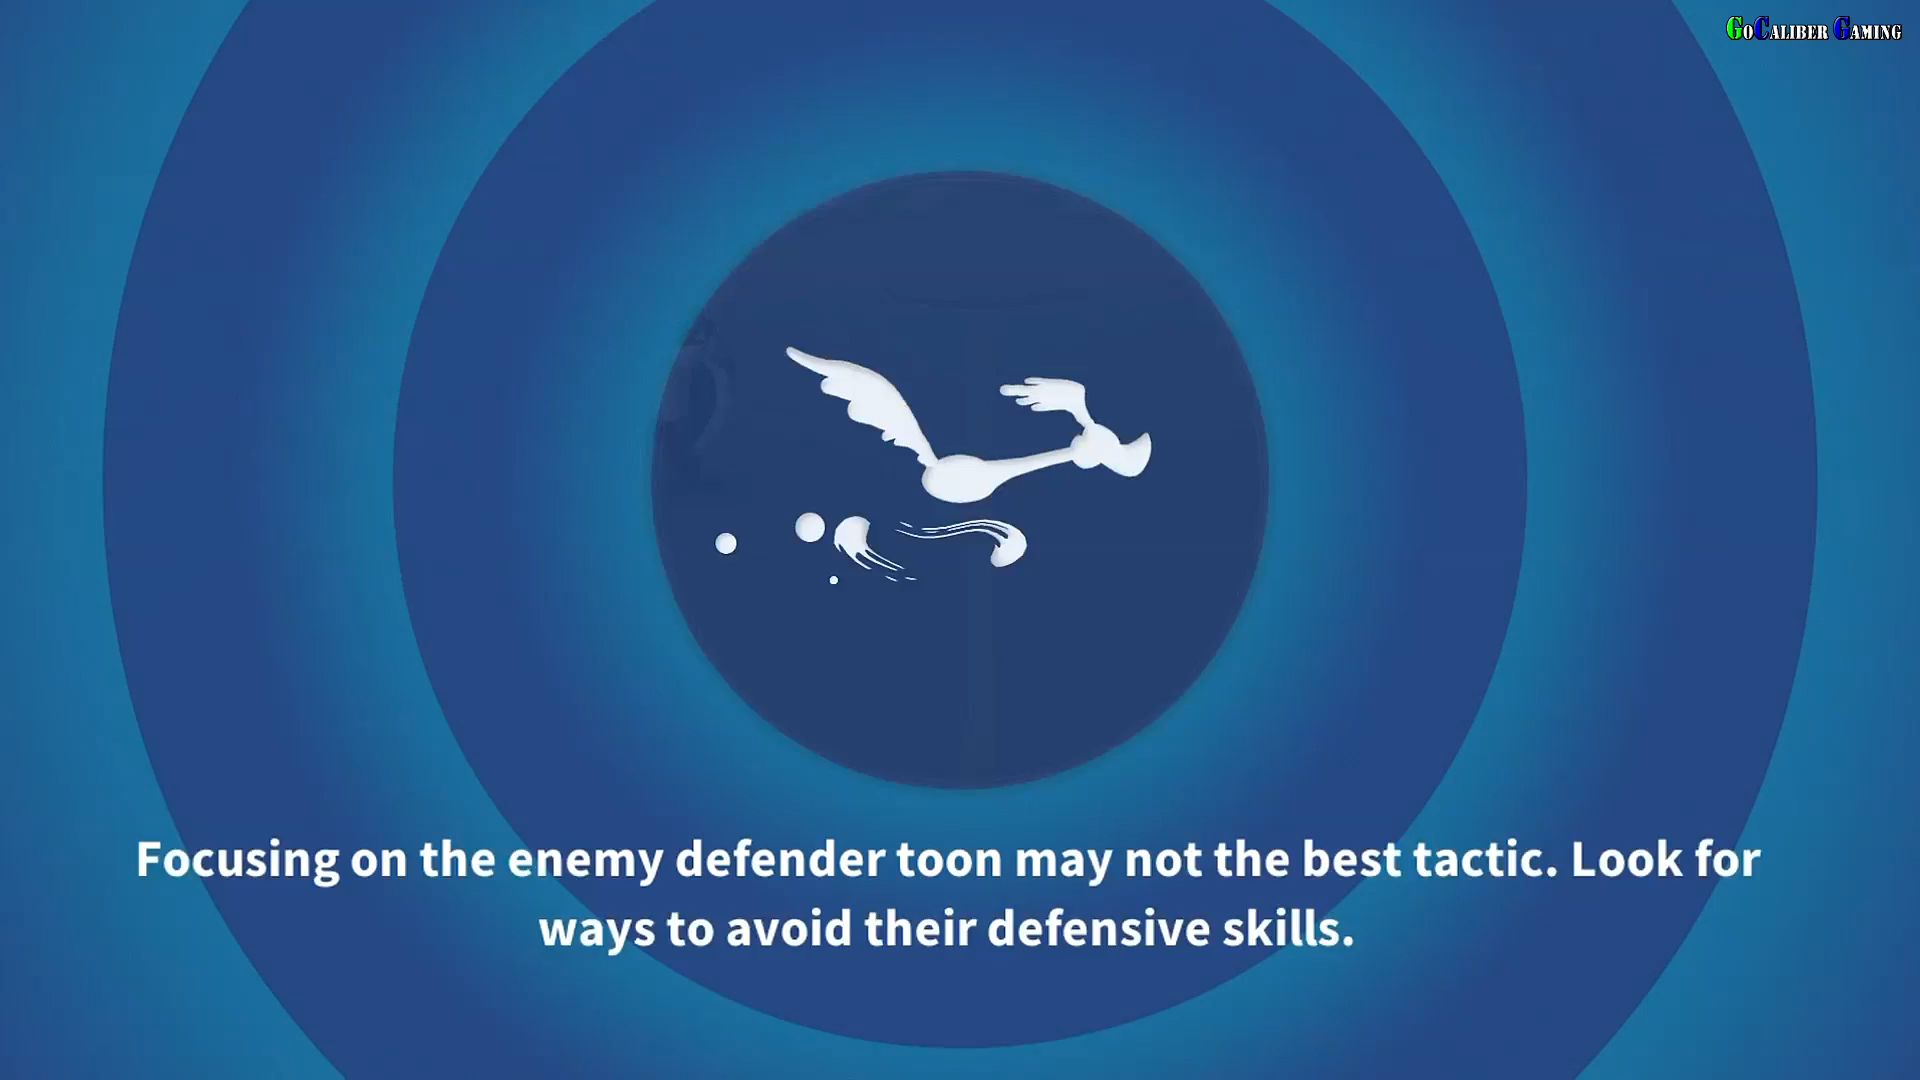 GoCaliber Gaming
Focusing on the enemy defender toon may not the best tactic. Look for
ways to avoid their defensive skills.